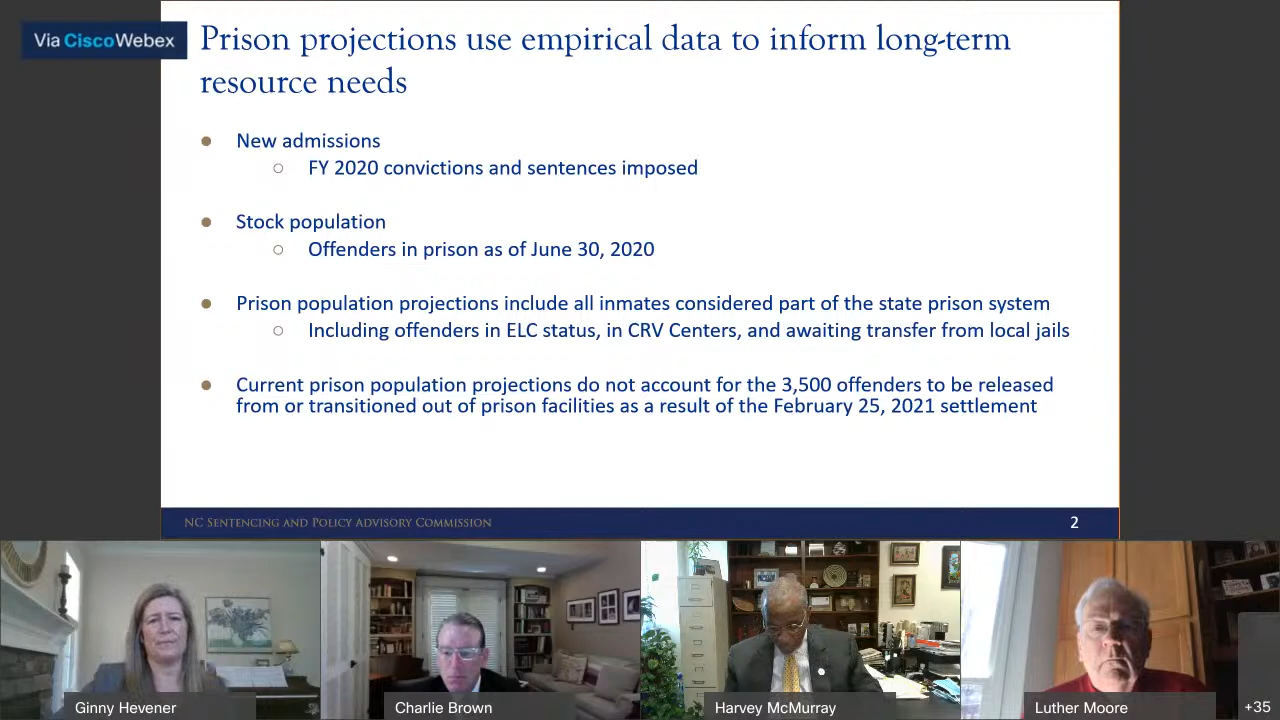 Via Cisco Webex
Prison projections use empirical data to inform long-term
resource needs
● New admissions
○ FY 2020 convictions and sentences imposed
● Stock population
○ Offenders in prison as of June 30, 2020
● Prison population projections include all inmates considered part of the state prison system
○ Including offenders in ELC status, in CRV Centers, and awaiting transfer from local jails
● Current prison population projections do not account for the 3,500 offenders to be released
from or transitioned out of prison facilities as a result of the February 25, 2021 settlement
NC Sentencing and Policy Advisory Commission
2
Ginny Hevener
Charlie Brown
Harvey McMurray
Luther Moore
+35